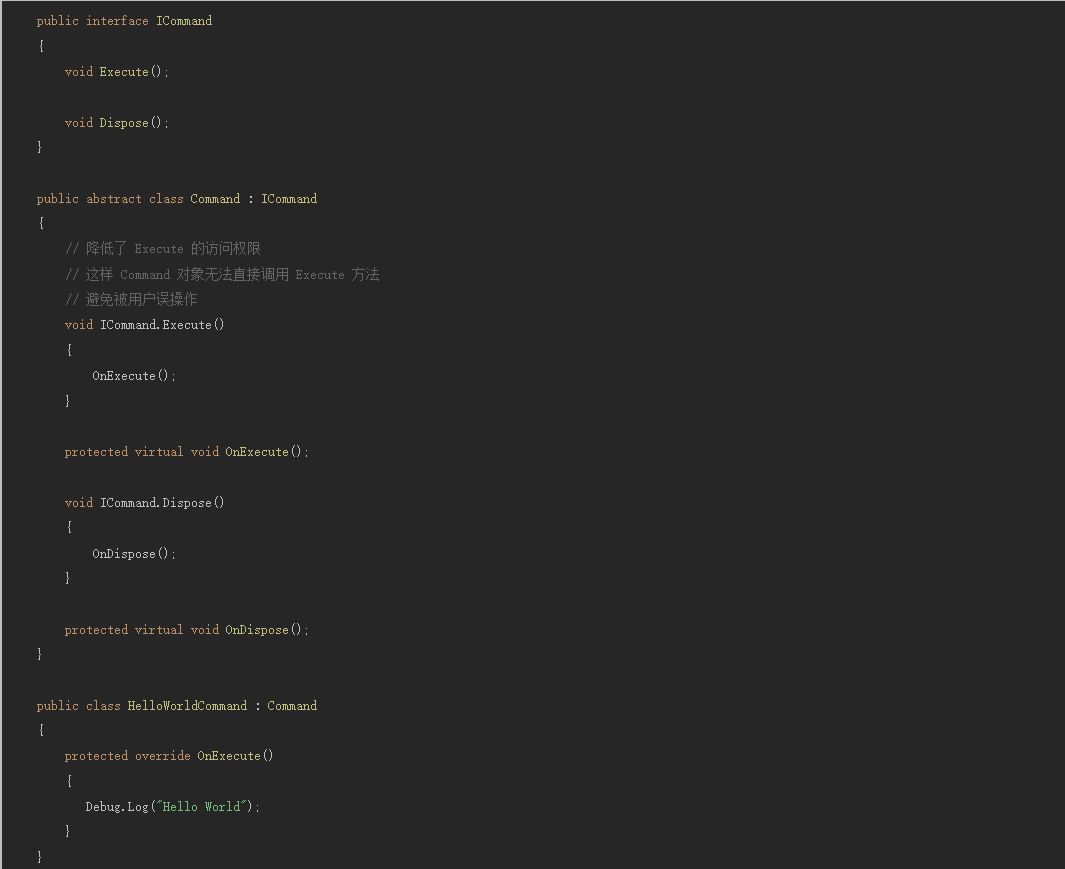 public interface ICommand
{
    void Execute();

    void Dispose();
}

public abstract class Command : ICommand
{
    // 降低了 Execute 的访问权限
    // 这样 Command 对象无法直接调用 Execute 方法
    // 避免被用户误操作
    void ICommand.Execute()
    {
        OnExecute();
    }

    protected virtual void OnExecute();

    void ICommand.Dispose()
    {
        OnDispose();
    }

    protected virtual void OnDispose();
}

public class HelloWorldCommand : Command
{
    protected override OnExecute()
    {
       Debug.Log("Hello World");
    }
}